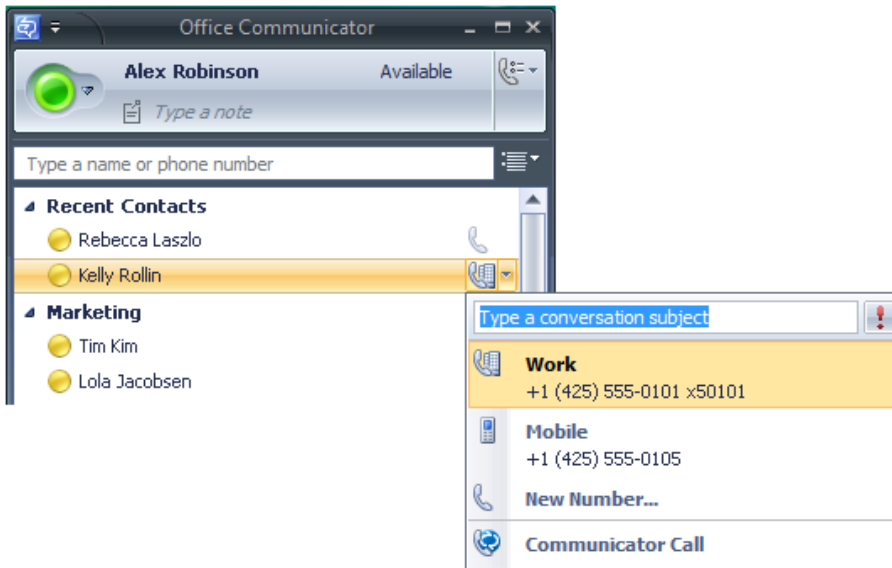 Office Communicator
Alex Robinson Available
Type a note
Type a name or phone number
Recent Contacts
Rebecca Laszlo
Kelly Rollin
Marketing
Tim Kim
Lola Jacobsen
Type a conversation subject
Work
+1 (425) 555-0101 x50101
Mobile
+1 (425) 555-0105
New Number...
Communicator Call